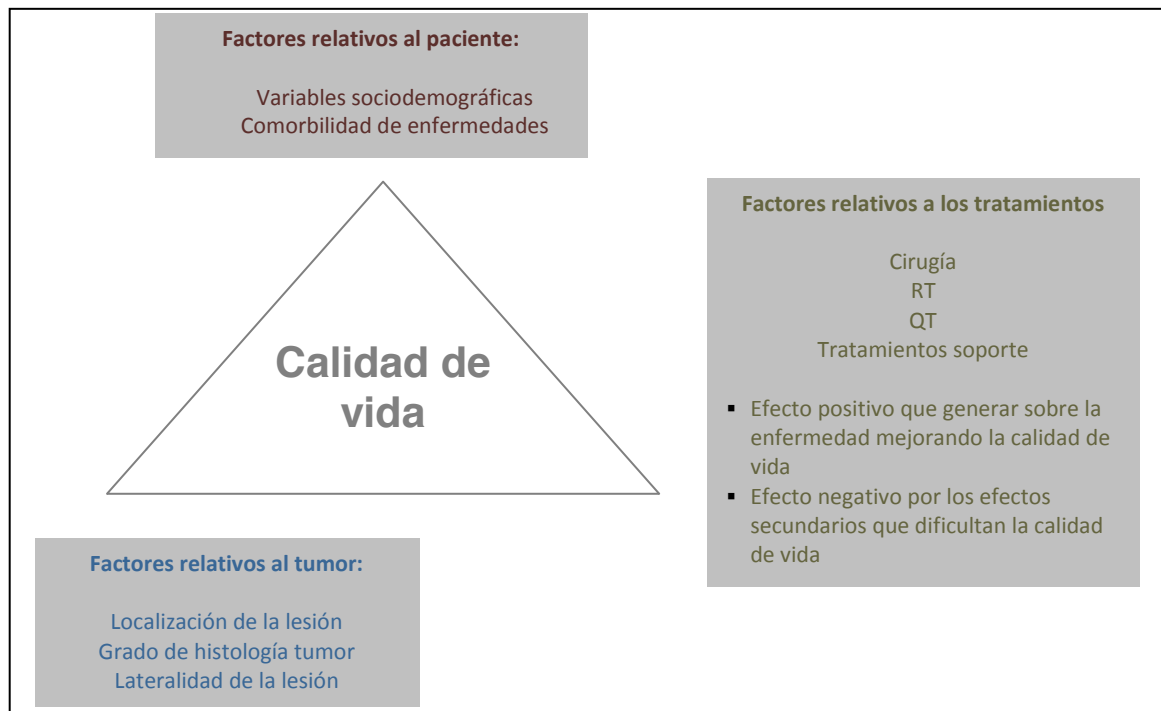 Factores relativos al paciente:
Variables sociodemográficas
Comorbilidad de enfermedades
Factores relativos a los tratamientos
Cirugía
RT
QT
Tratamientos soporte
▪ Efecto positivo que generar sobre la
enfermedad mejorando la calidad de
vida
▪ Efecto negativo por los efectos
secundarios que dificultan la calidad
de vida
Calidad de
vida
Factores relativos al tumor:
Localización de la lesión
Grado de histología tumor
Lateralidad de la lesión